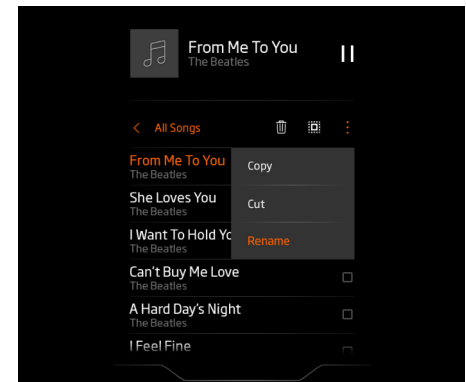 From Me To You
The Beatles
All Songs
From Me To You
The Beatles
Copy
She Loves You
The Beatles
Cut
I Want To Hold Yo
The Beatles
Rename
Can't Buy Me Love
The Beatles
A Hard Day's Night
The Beatles
I Feel Fine